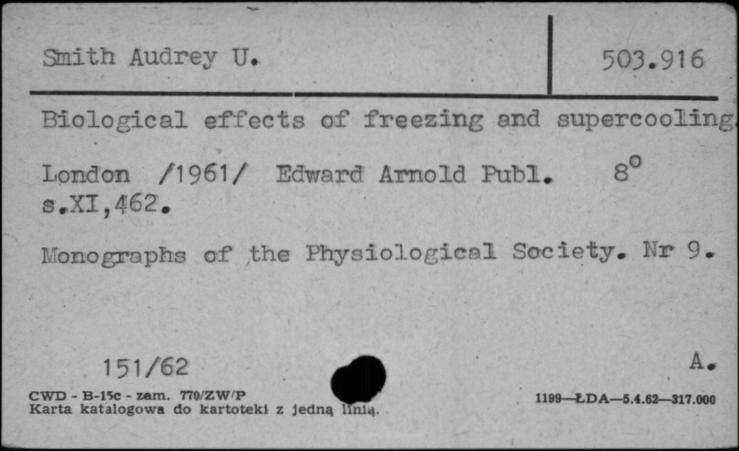 Smith Audrey U.
503.916
Biological effects of freezing and supercooling.
London /1961/ Edward Arnold Publ. 8°
s.XI,462.
Monographs of the Physiological Society. Nr 9.
151/62
A.
CWD - B-15c - zam. 770/ZW/P
Karta katalogowa do kartoteki z jedną linią.
1199—ŁDA—5.4.62—317.000